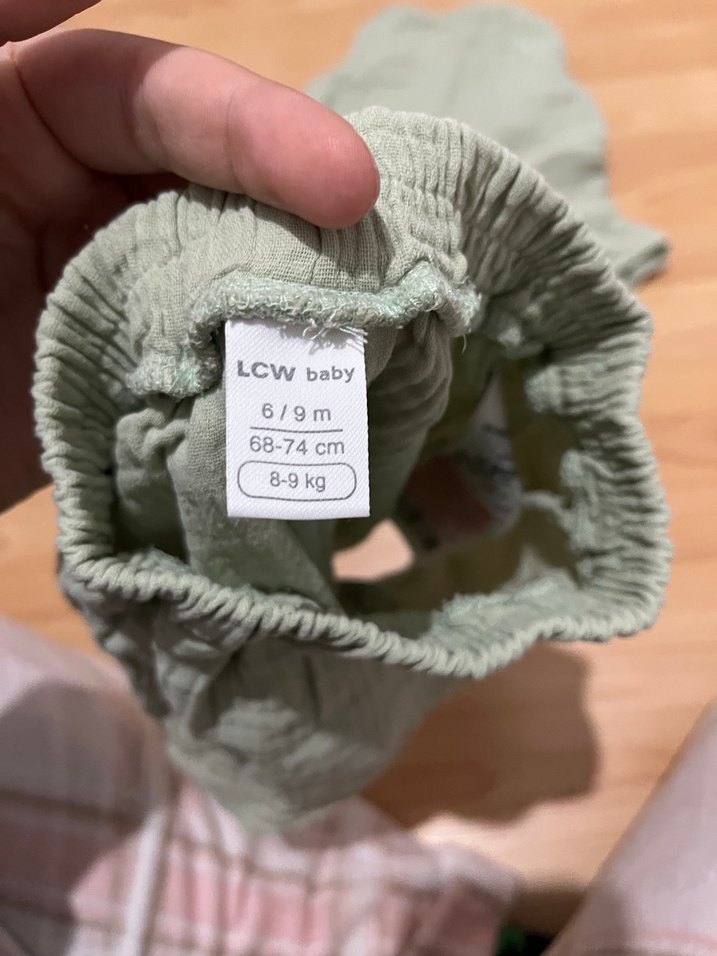 LCW baby
6 / 9 m
68-74 cm
8-9 kg